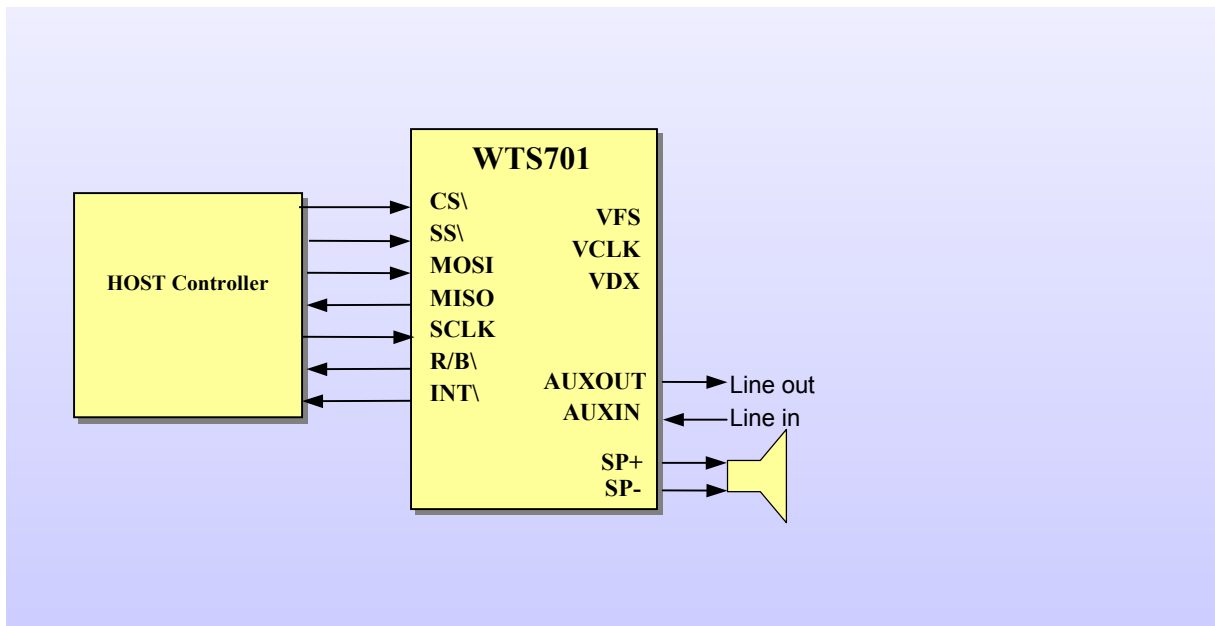 WTS701
HOST Controller
CS\
SS\
MOSI
MISO
SCLK
R/B\
INT\
VFS
VCLK
VDX
AUXOUT
AUXIN
SP+
SP-
Line out
Line in